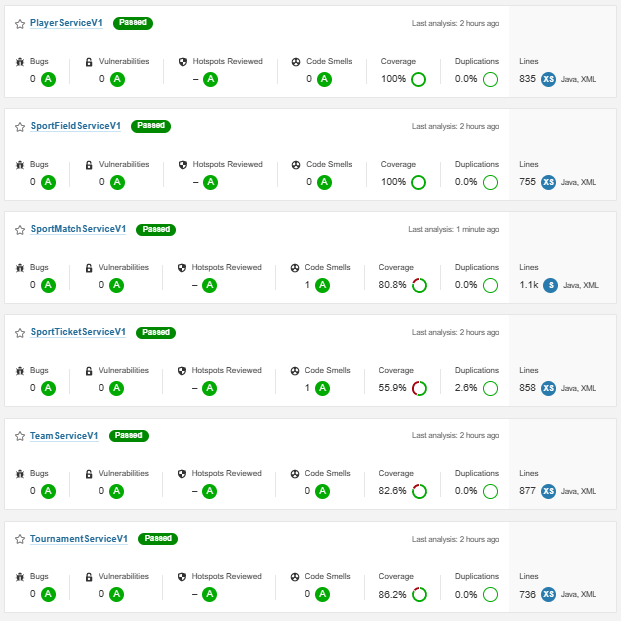 PlayerServiceV1 Passed Last analysis: 2 hours ago
Bugs Vulnerabilities Hotspots Reviewed Code Smells Coverage Duplications Lines
0 A 0 A – A 0 A 100% 0.0% 835 XS Java, XML
SportFieldServiceV1 Passed Last analysis: 2 hours ago
Bugs Vulnerabilities Hotspots Reviewed Code Smells Coverage Duplications Lines
0 A 0 A – A 0 A 100% 0.0% 755 XS Java, XML
SportMatchServiceV1 Passed Last analysis: 1 minute ago
Bugs Vulnerabilities Hotspots Reviewed Code Smells Coverage Duplications Lines
0 A 0 A – A 1 A 80.8% 0.0% 1.1k S Java, XML
SportTicketServiceV1 Passed Last analysis: 2 hours ago
Bugs Vulnerabilities Hotspots Reviewed Code Smells Coverage Duplications Lines
0 A 0 A – A 1 A 55.9% 2.6% 858 XS Java, XML
TeamServiceV1 Passed Last analysis: 2 hours ago
Bugs Vulnerabilities Hotspots Reviewed Code Smells Coverage Duplications Lines
0 A 0 A – A 0 A 82.6% 0.0% 877 XS Java, XML
TournamentServiceV1 Passed Last analysis: 2 hours ago
Bugs Vulnerabilities Hotspots Reviewed Code Smells Coverage Duplications Lines
0 A 0 A – A 0 A 86.2% 0.0% 736 XS Java, XML